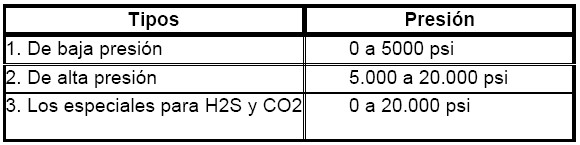 Tipos Presión
1. De baja presión 0 a 5000 psi
2. De alta presión 5.000 a 20.000 psi
3. Los especiales para H2S y CO2 0 a 20.000 psi